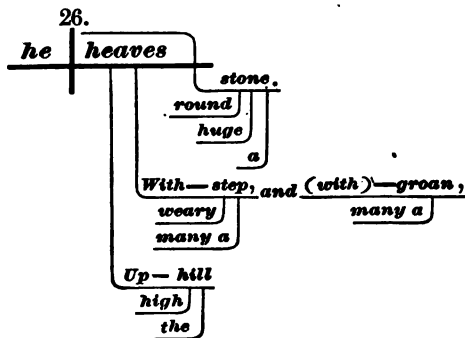 26.
he heaves
stone.
round
huge
a
With—step, and (with)—groan,
weary many a
many a
Up—hill
high
the